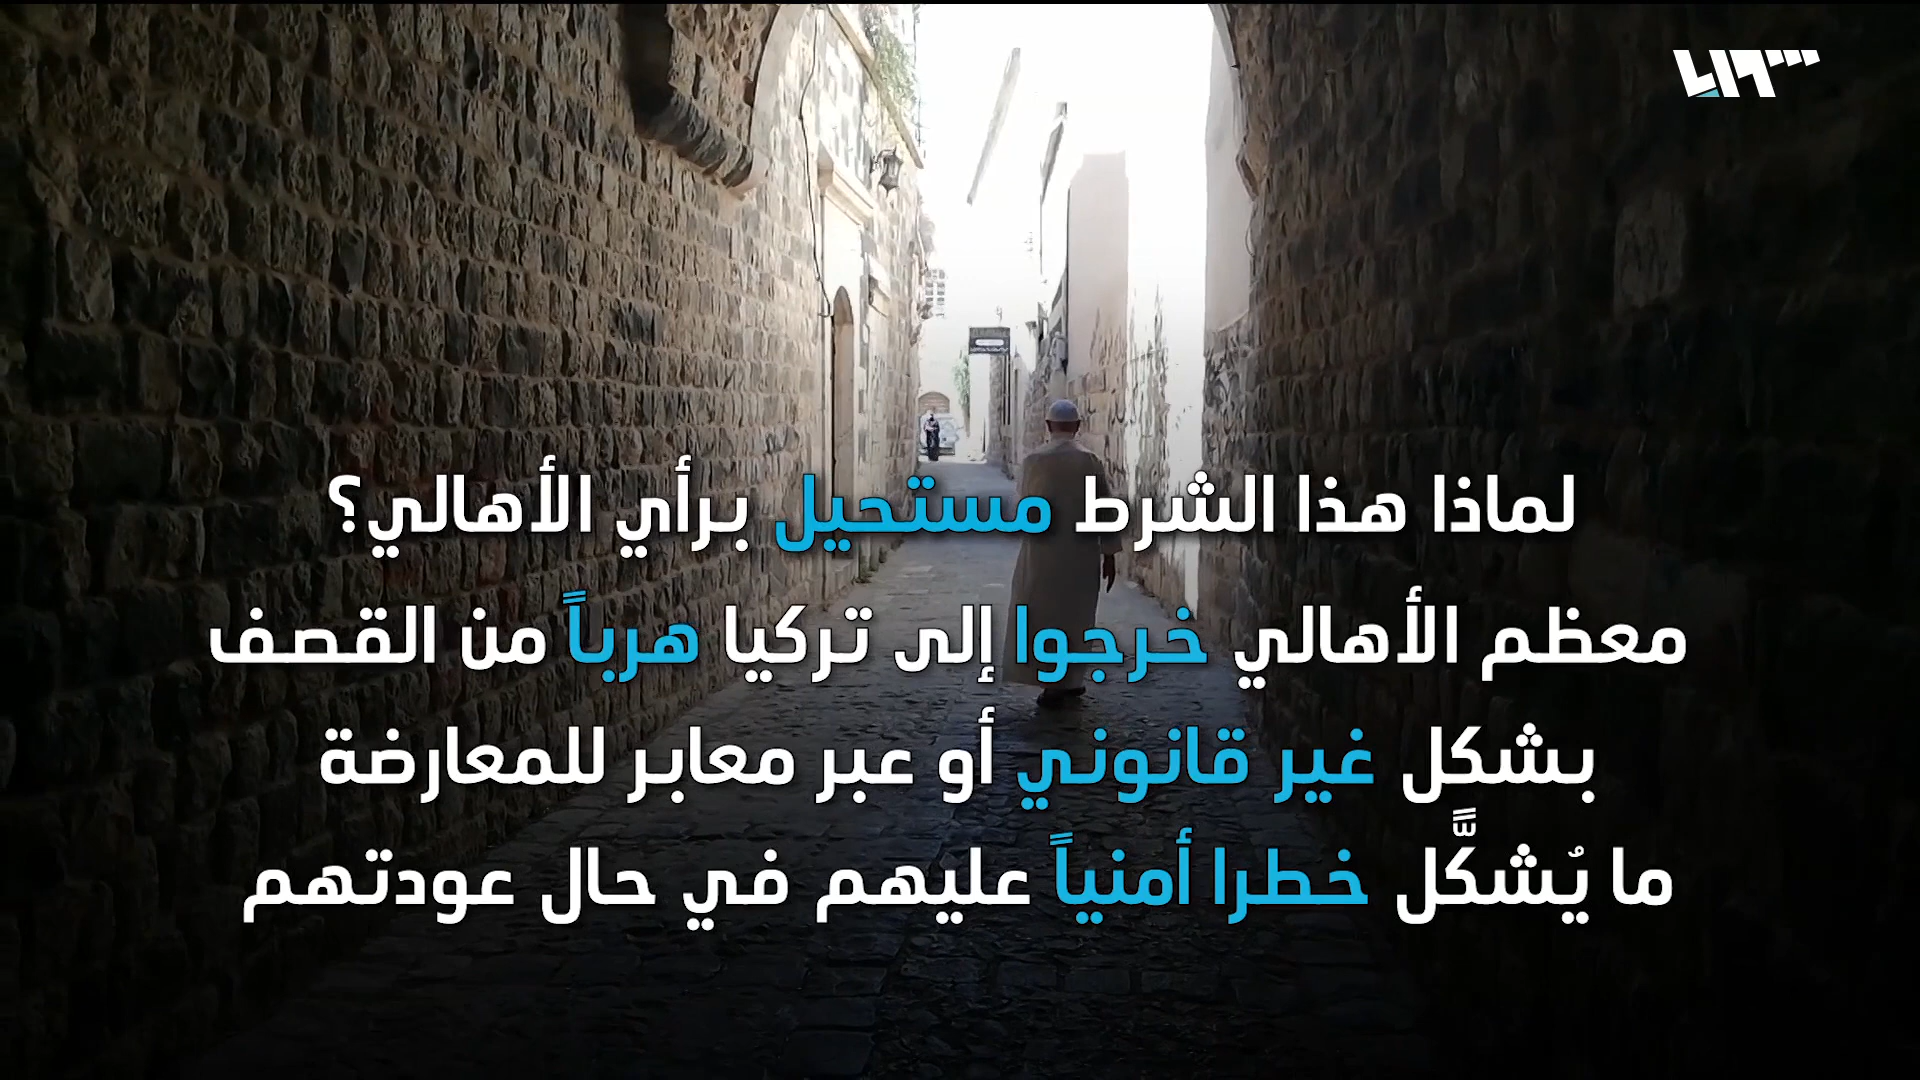 سوريا
لماذا هذا الشرط مستحيل برأي الأهالي؟
معظم الأهالي خرجوا إلى تركيا هرباً من القصف
بشكل غير قانوني أو عبر معابر للمعارضة
ما يُشكًّل خطرا أمنياً عليهم في حال عودتهم